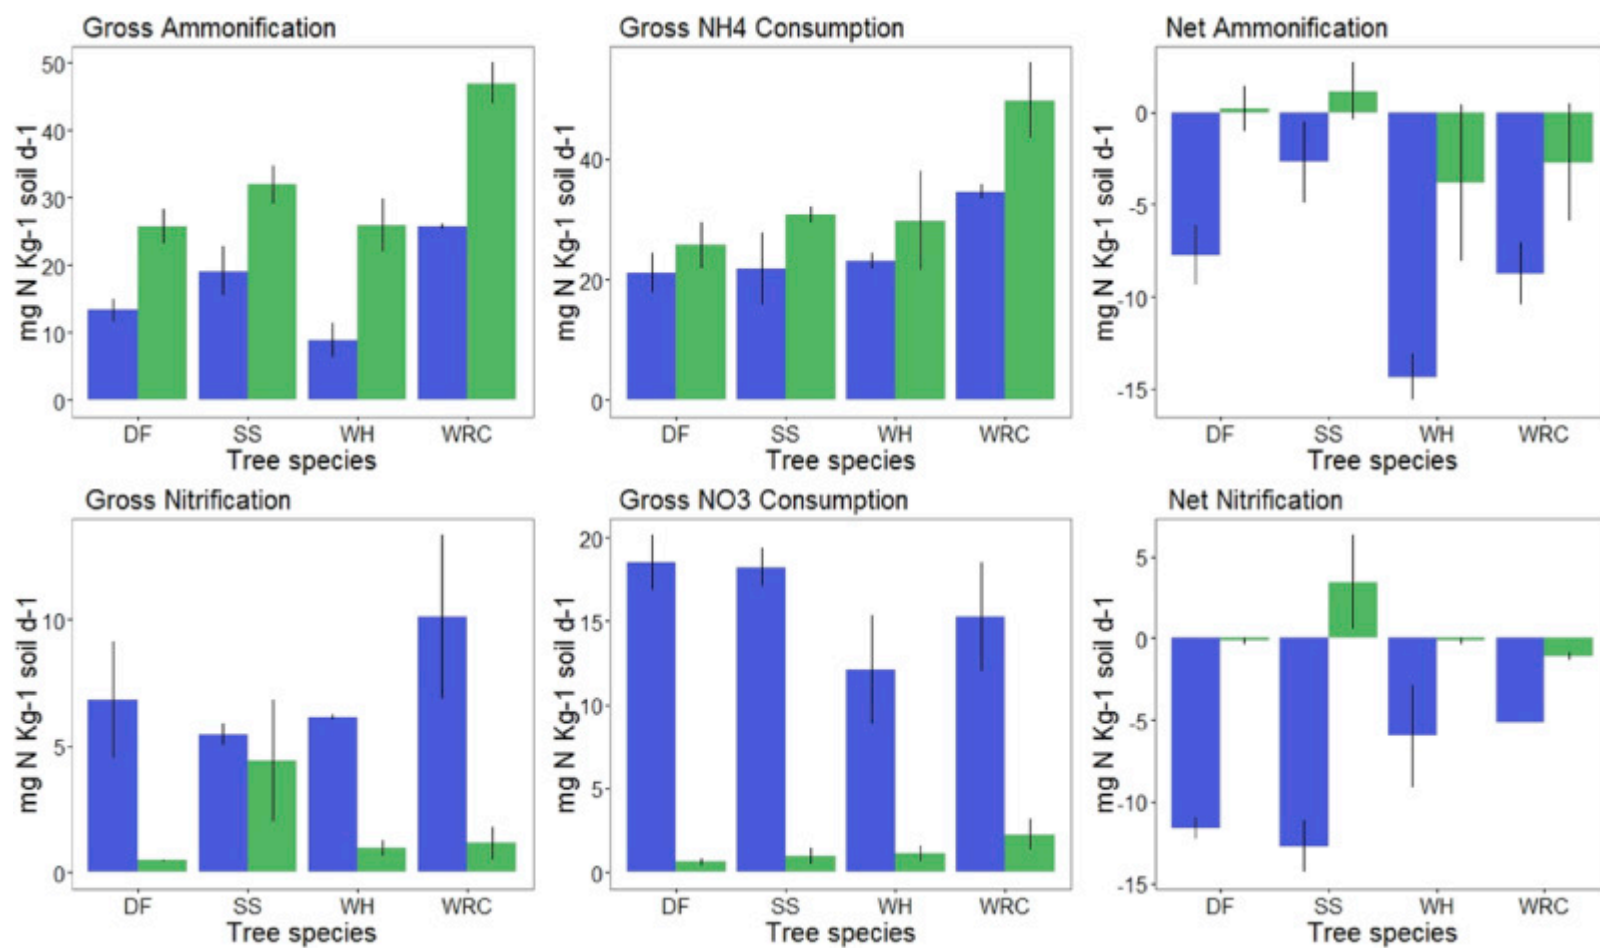 Gross Ammonification
Gross NH4 Consumption
Net Ammonification
mg N Kg-1 soil d-1
50
40
30
20
10
0
DF SS WH WRC
Tree species
mg N Kg-1 soil d-1
40
20
0
DF SS WH WRC
Tree species
mg N Kg-1 soil d-1
0
-5
-10
-15
DF SS WH WRC
Tree species
Gross Nitrification
Gross NO3 Consumption
Net Nitrification
mg N Kg-1 soil d-1
10
5
0
DF SS WH WRC
Tree species
mg N Kg-1 soil d-1
20
15
10
5
0
DF SS WH WRC
Tree species
mg N Kg-1 soil d-1
5
0
-5
-10
-15
DF SS WH WRC
Tree species